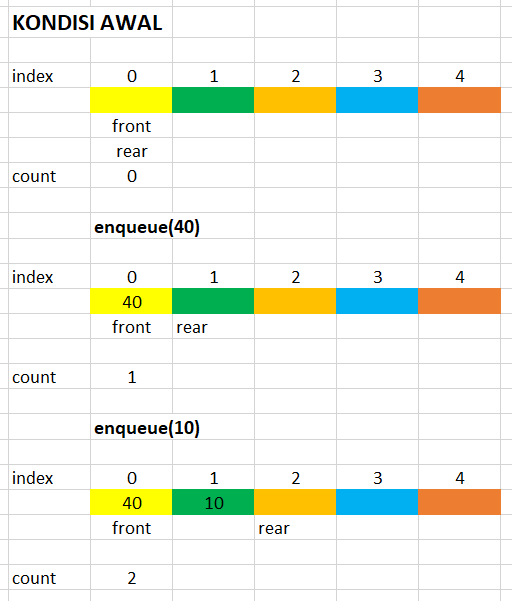 KONDISI AWAL
index 0 1 2 3 4
front
rear
count 0
enqueue(40)
index 0 1 2 3 4
40
front rear
count 1
enqueue(10)
index 0 1 2 3 4
40 10
front rear
count 2